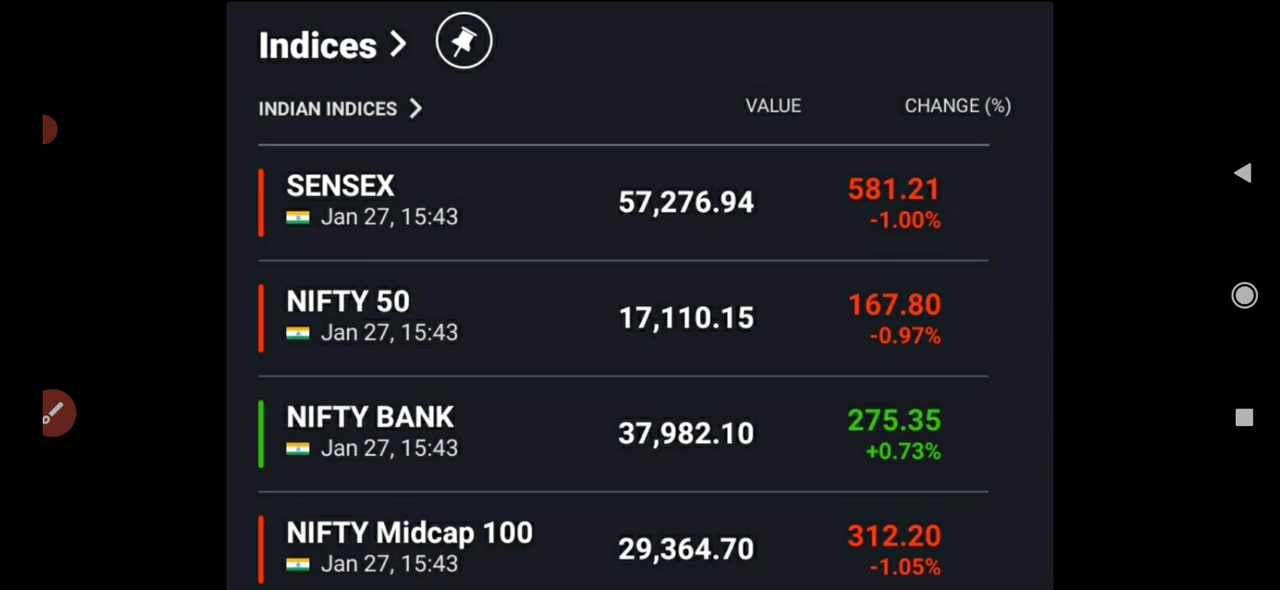 Indices
INDIAN INDICES VALUE CHANGE (%)
SENSEX
Jan 27, 15:43
57,276.94
581.21
-1.00%
NIFTY 50
Jan 27, 15:43
17,110.15
167.80
-0.97%
NIFTY BANK
Jan 27, 15:43
37,982.10
275.35
+0.73%
NIFTY Midcap 100
Jan 27, 15:43
29,364.70
312.20
-1.05%